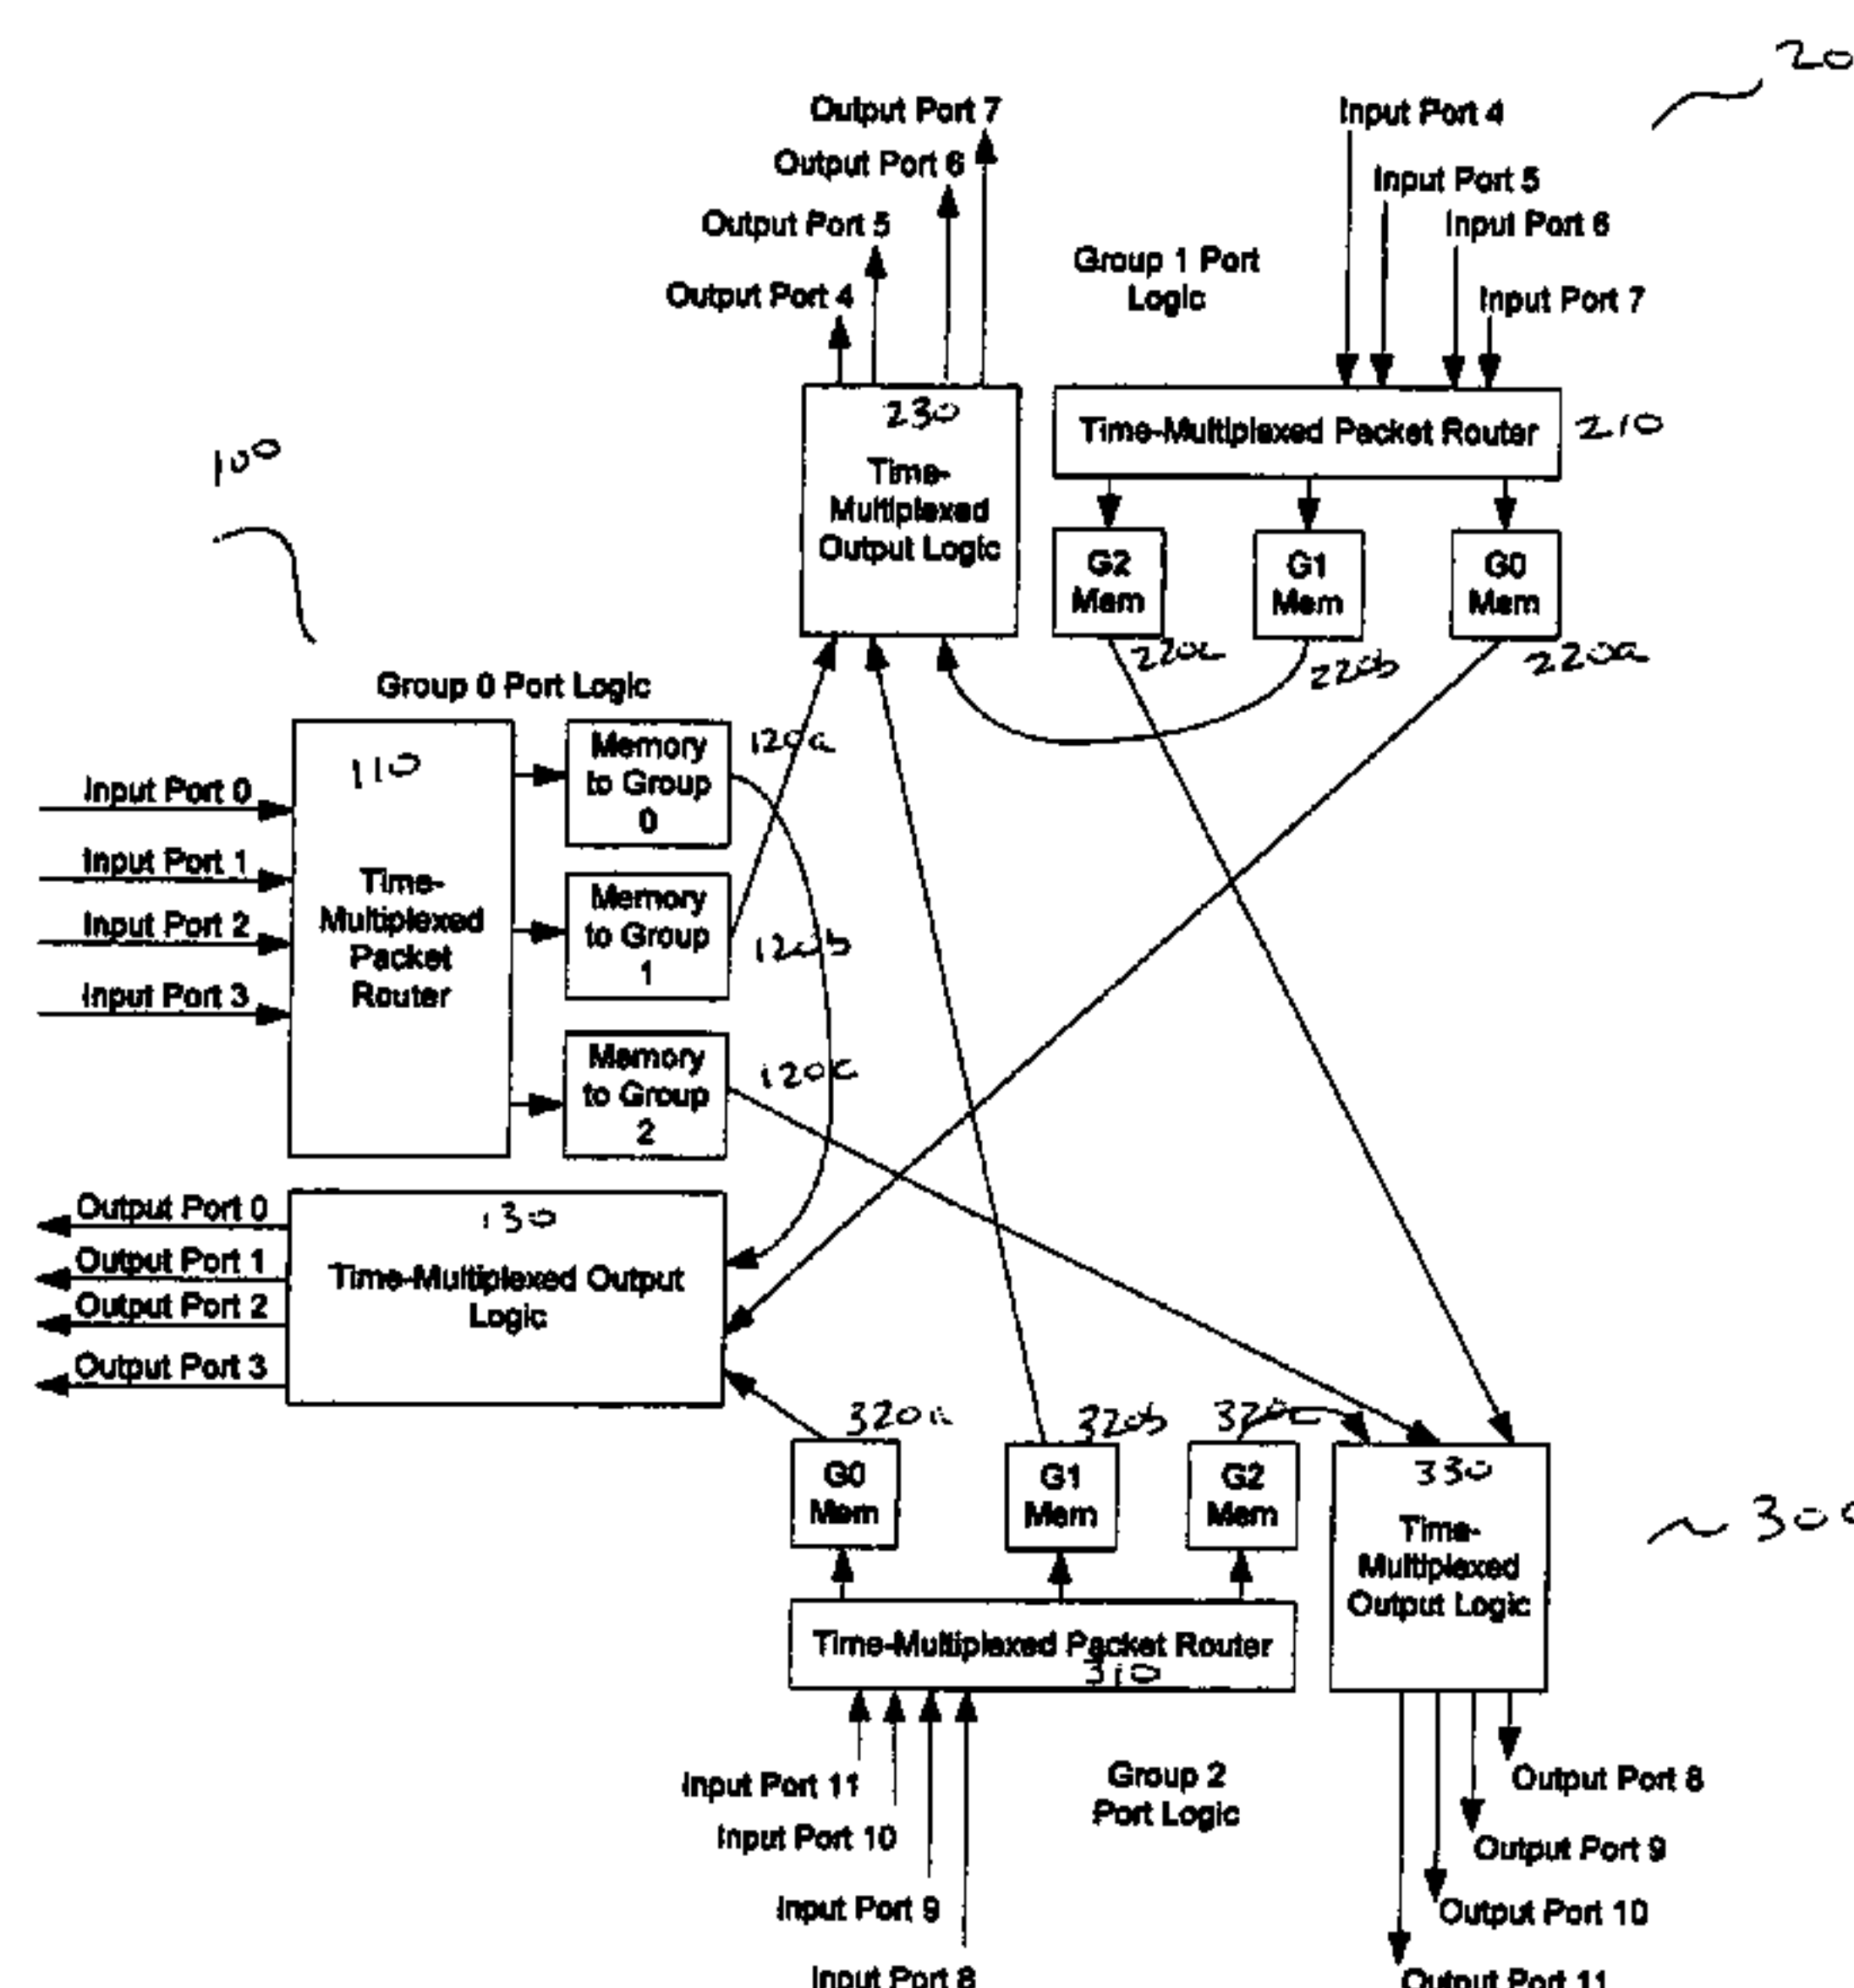 20
Output Port 7
Input Port 4
Output Port 6
Input Port 5
Output Port 5
Input Port 6
Group 1 Port
Logic
Output Port 4
Input Port 7
230
Time-
Multiplexed
Output Logic
Time-Multiplexed Packet Router
210
100
G2
Mem
G1
Mem
G0
Mem
220c
220b
220a
Group 0 Port Logic
110
Time-
Multiplexed
Packet
Router
Input Port 0
Input Port 1
Input Port 2
Input Port 3
Memory
to Group
0
120a
Memory
to Group
1
120b
Memory
to Group
2
120c
Output Port 0
Output Port 1
Output Port 2
Output Port 3
130
Time-Multiplexed Output
Logic
320a
320b
320c
G0
Mem
G1
Mem
G2
Mem
330
Time-
Multiplexed
Output Logic
300
Time-Multiplexed Packet Router
310
Input Port 11
Input Port 10
Input Port 9
Input Port 8
Group 2
Port Logic
Output Port 8
Output Port 9
Output Port 10
Output Port 11